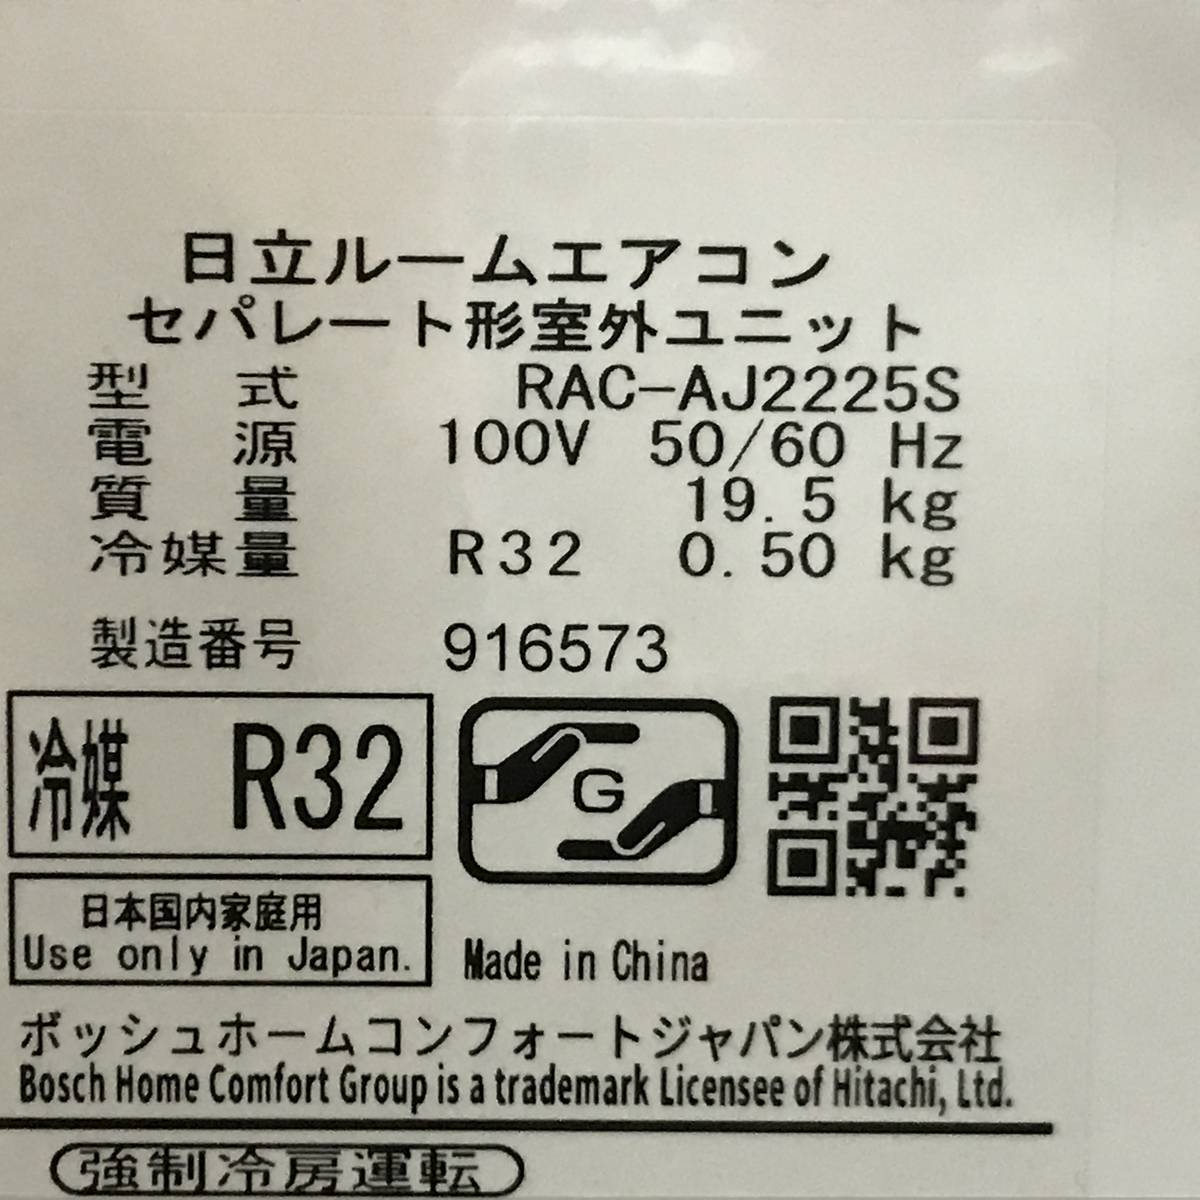 日立ルームエアコン
セパレート形室外ユニット
型式 RAC-AJ2225S
電源 100V 50/60 Hz
質量 19.5 kg
冷媒量 R32 0.50 kg
製造番号 916573
冷媒 R32
G
日本国内家庭用
Use only in Japan.
Made in China
ボッシュホームコンフォートジャパン株式会社
Bosch Home Comfort Group is a trademark Licensee of Hitachi, Ltd.
強制冷房運転